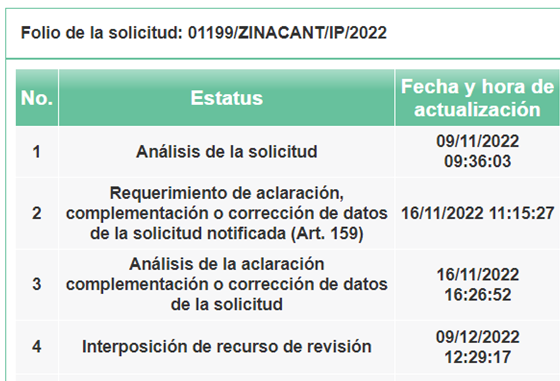 Folio de la solicitud: 01199/ZINACANT/IP/2022
No.
Estatus
Fecha y hora de
actualización
1
Análisis de la solicitud
09/11/2022
09:36:03
2
Requerimiento de aclaración,
complementación o corrección de datos
de la solicitud notificada (Art. 159)
16/11/2022 11:15:27
3
Análisis de la aclaración
complementación o corrección de datos
de la solicitud
16/11/2022
16:26:52
4
Interposición de recurso de revisión
09/12/2022
12:29:17